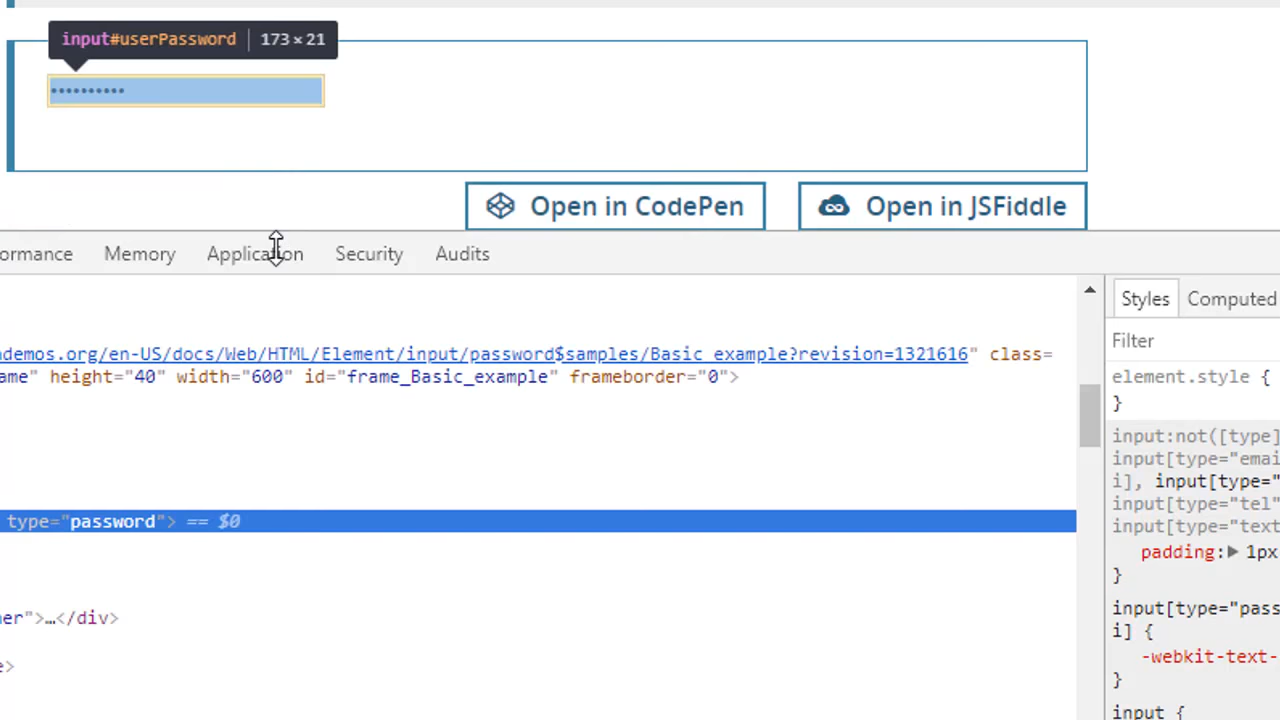 input#userPassword | 173 × 21
••••••••••
Open in CodePen
Open in JSFiddle
ormance Memory Application Security Audits
Styles Computed
Filter
ademos.org/en-US/docs/Web/HTML/Element/input/password$samples/Basic_example?revision=1321616" class=
ame" height="40" width="600" id="frame_Basic_example" frameborder="0">
type="password"> == $0
ner">…</div>
e>
element.style {
}
input:not([type]
input[type="emai
i], input[type="
input[type="tel"
input[type="text
padding:▶ 1px
}
input[type="pass
i] {
-webkit-text-
}
input {